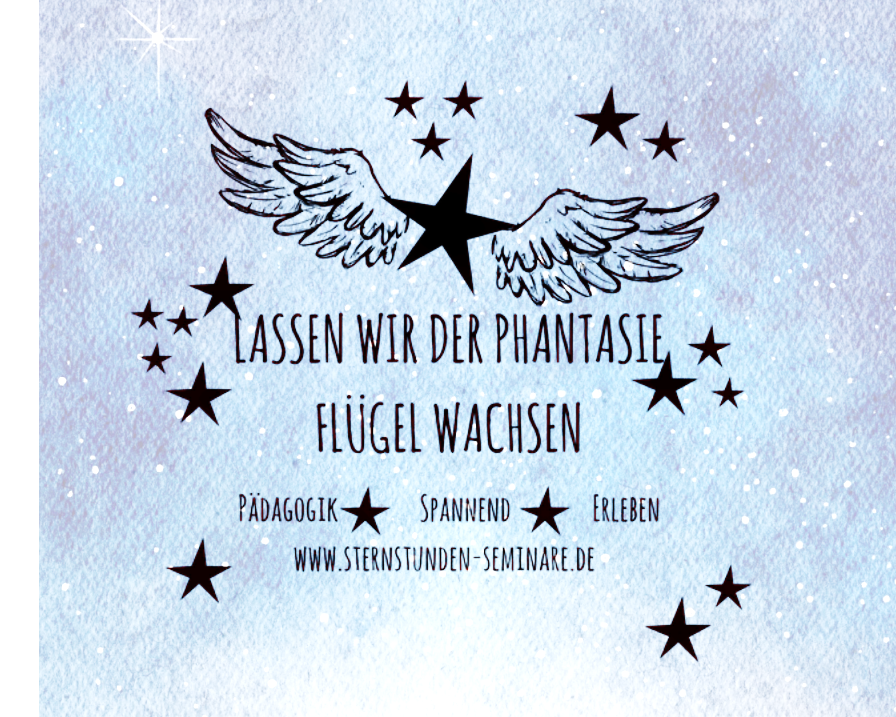 LASSEN WIR DER PHANTASIE
FLÜGEL WACHSEN
PÄDAGOGIK ★ SPANNEND ★ ERLEBEN
WWW.STERNSTUNDEN-SEMINARE.DE